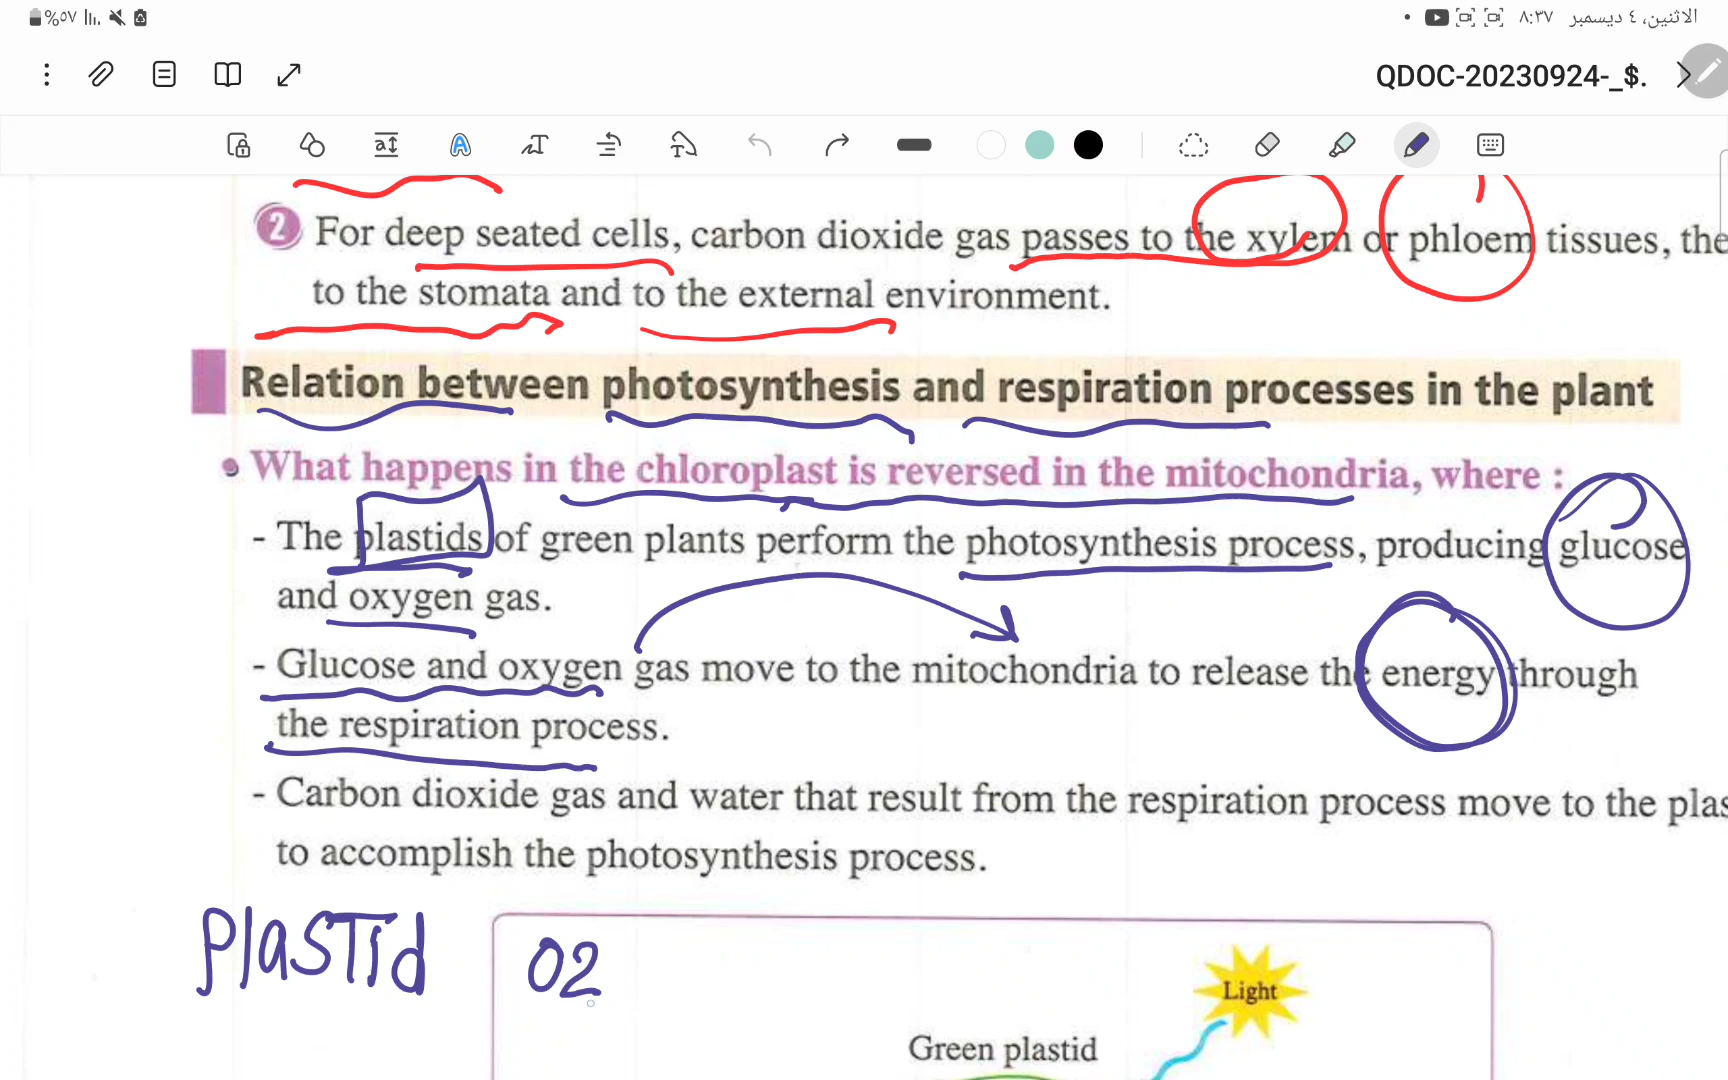 %٥٧
الاثنين، ٤ ديسمبر ٨:٣٧
QDOC-20230924-_$.
2 For deep seated cells, carbon dioxide gas passes to the xylem or phloem tissues, the
to the stomata and to the external environment.
Relation between photosynthesis and respiration processes in the plant
• What happens in the chloroplast is reversed in the mitochondria, where :
- The plastids of green plants perform the photosynthesis process, producing glucose
and oxygen gas.
- Glucose and oxygen gas move to the mitochondria to release the energy through
the respiration process.
- Carbon dioxide gas and water that result from the respiration process move to the plas
to accomplish the photosynthesis process.
PlasTid
O2
Light
Green plastid